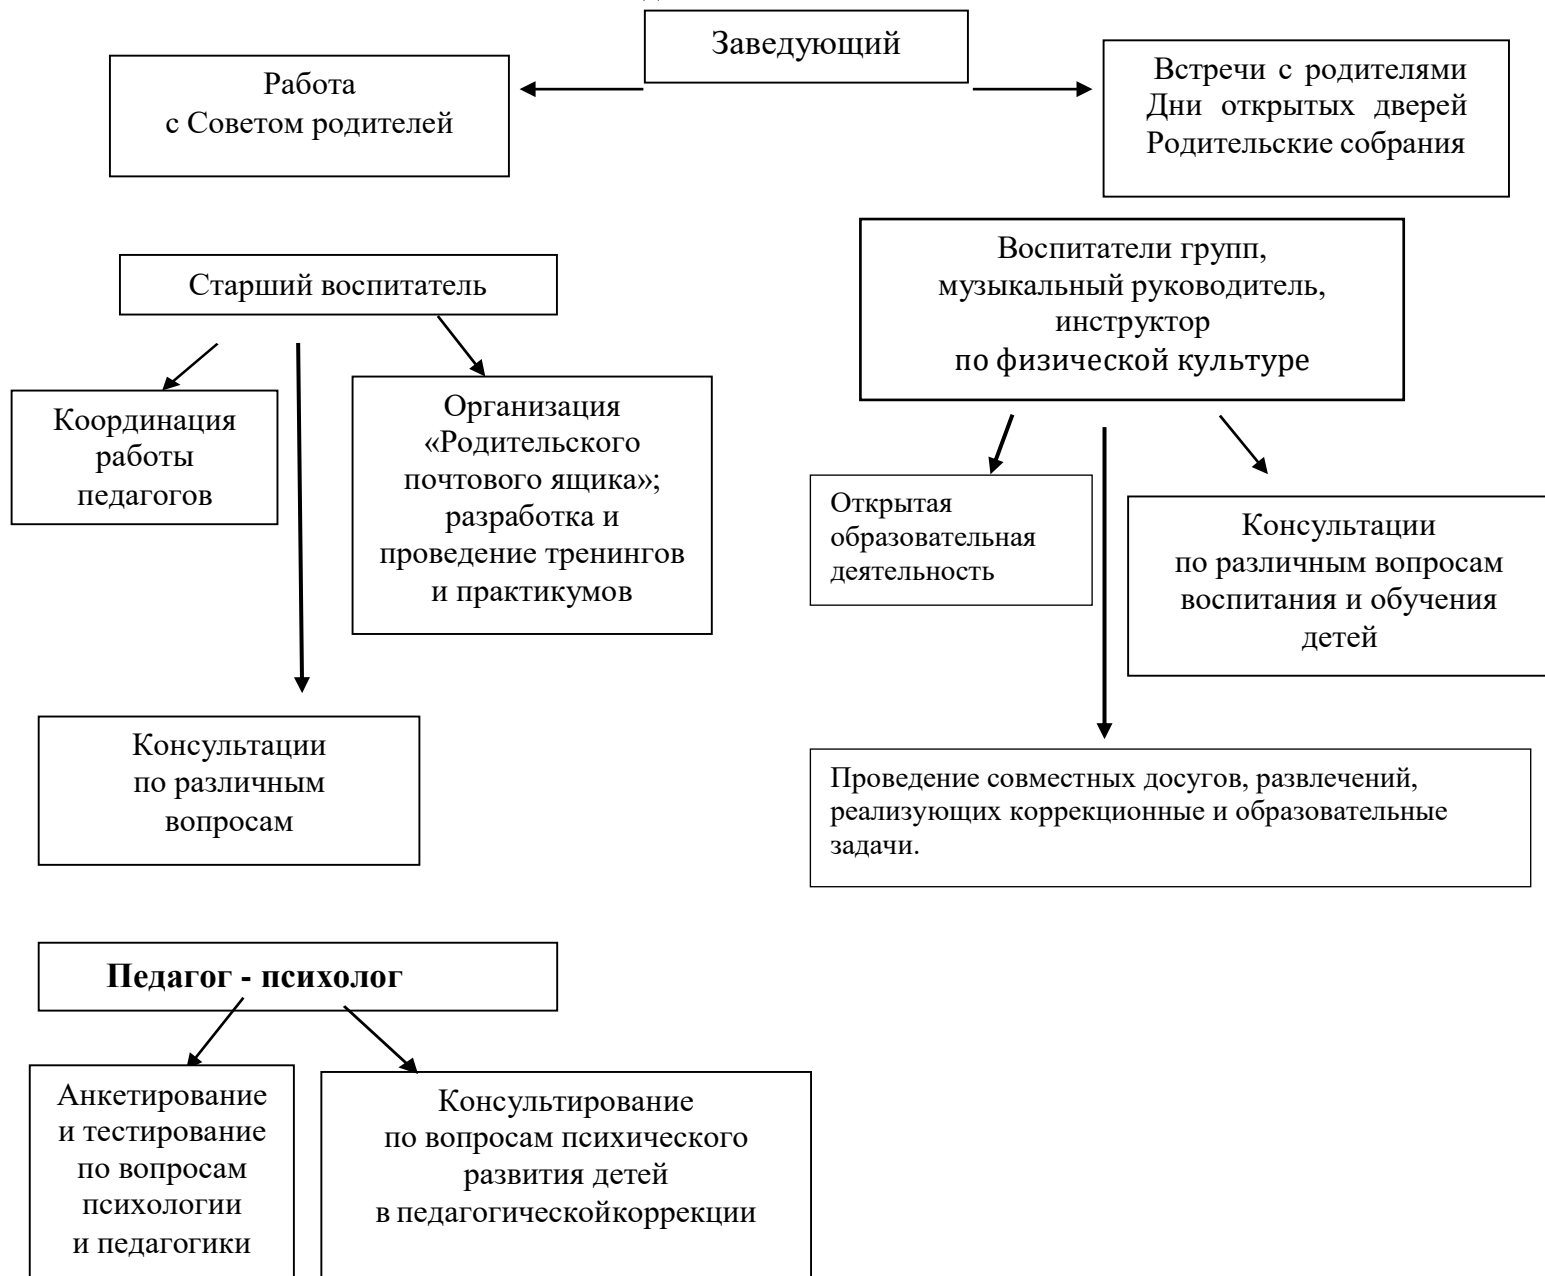 Заведующий
Работа
с Советом родителей
Встречи с родителями
Дни открытых дверей
Родительские собрания
Старший воспитатель
Воспитатели групп,
музыкальный руководитель,
инструктор
по физической культуре
Координация
работы
педагогов
Организация
«Родительского
почтового ящика»;
разработка и
проведение тренингов
и практикумов
Открытая
образовательная
деятельность
Консультации
по различным вопросам
воспитания и обучения
детей
Консультации
по различным
вопросам
Проведение совместных досугов, развлечений,
реализующих коррекционные и образовательные
задачи.
Педагог - психолог
Анкетирование
и тестирование
по вопросам
психологии
и педагогики
Консультирование
по вопросам психического
развития детей
в педагогическойкоррекции